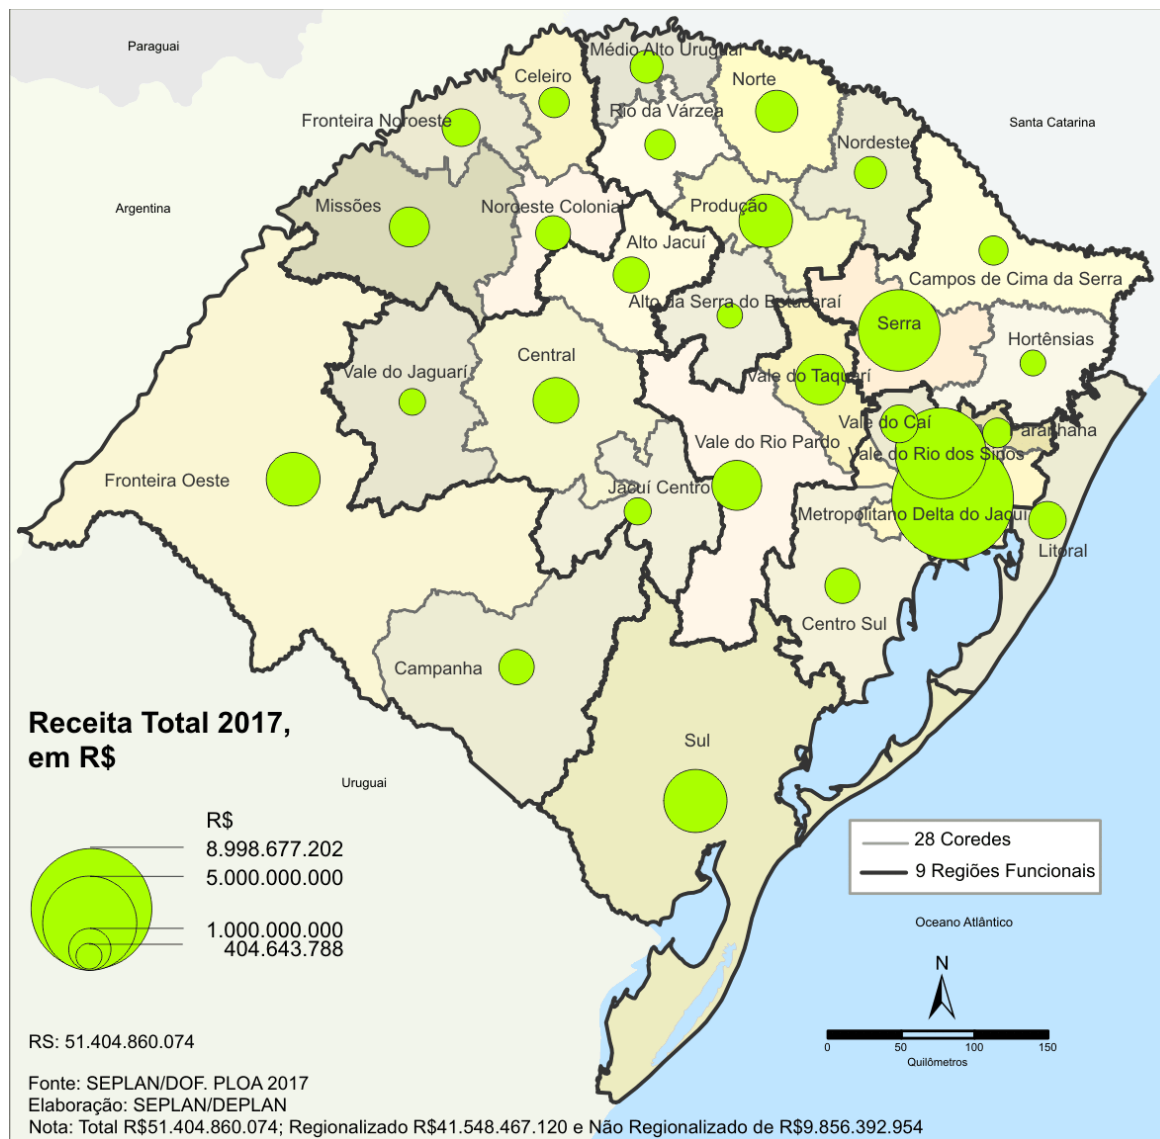 Paraguai
Médio Alto Uruguai
Celeiro
Norte
Rio da Várzea
Fronteira Noroeste
Santa Catarina
Nordeste
Argentina
Missões
Noroeste Colonial
Produção
Alto Jacuí
Campos de Cima da Serra
Alto da Serra do Botucaraí
Serra
Hortênsias
Central
Vale do Jaguarí
Vale do Taquarí
Vale do Caí
Paranhana
Vale do Rio Pardo
Vale do Rio dos Sinos
Fronteira Oeste
Jacuí Centro
Metropolitano Delta do Jacuí
Litoral
Centro Sul
Campanha
Receita Total 2017,
em R$
Sul
Uruguai
R$
8.998.677.202
5.000.000.000
1.000.000.000
404.643.788
28 Coredes
9 Regiões Funcionais
Oceano Atlântico
N
0 50 100 150
Quilômetros
RS: 51.404.860.074
Fonte: SEPLAN/DOF. PLOA 2017
Elaboração: SEPLAN/DEPLAN
Nota: Total R$51.404.860.074; Regionalizado R$41.548.467.120 e Não Regionalizado de R$9.856.392.954